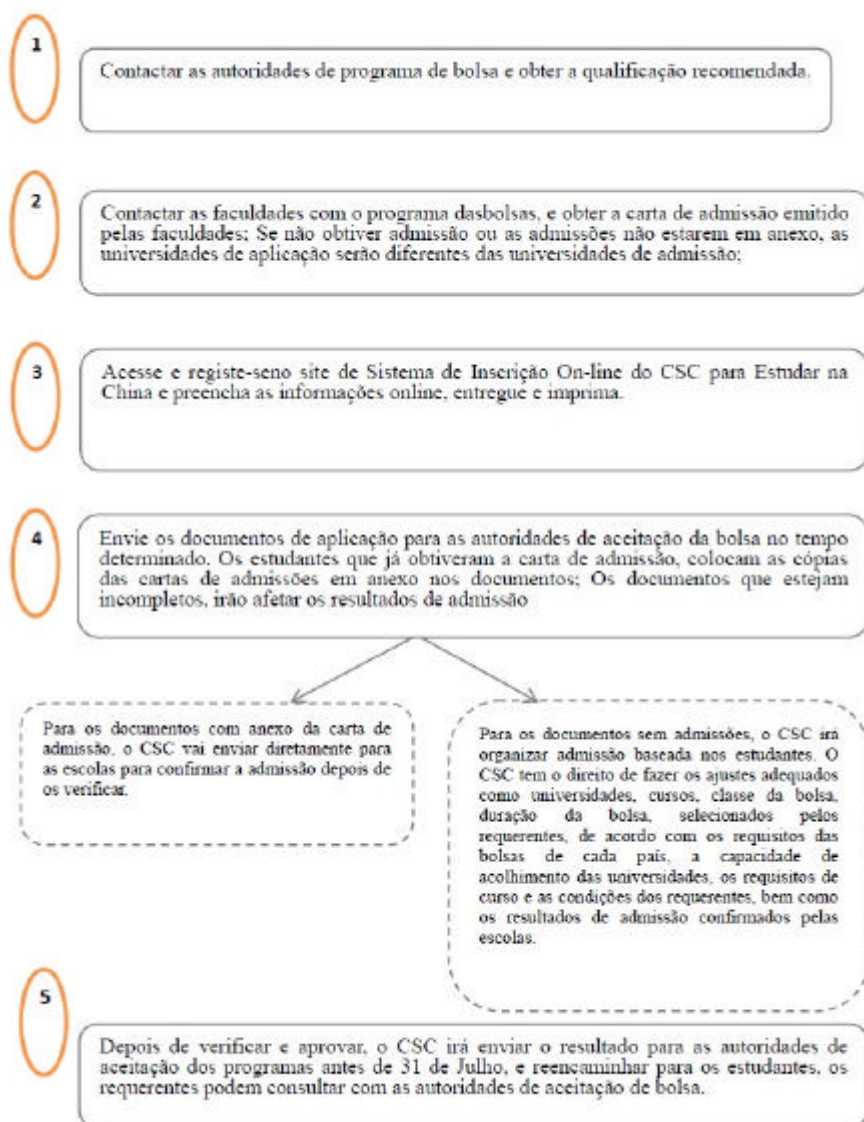 1
Contactar as autoridades de programa de bolsa e obter a qualificação recomendada.
2
Contactar as faculdades com o programa dasbolsas, e obter a carta de admissão emitido
pelas faculdades; Se não obtiver admissão ou as admissões não estarem em anexo, as
universidades de aplicação serão diferentes das universidades de admissão;
3
Acesse e registe-seno site de Sistema de Inscrição On-line do CSC para Estudar na
China e preencha as informações online, entregue e imprima.
4
Envie os documentos de aplicação para as autoridades de aceitação da bolsa no tempo
determinado. Os estudantes que já obtiveram a carta de admissão, colocam as cópias
das cartas de admissões em anexo nos documentos; Os documentos que estejam
incompletos, irão afetar os resultados de admissão
Para os documentos com anexo da carta de
admissão, o CSC vai enviar diretamente para
as escolas para confirmar a admissão depois de
os verificar.
Para os documentos sem admissões, o CSC irá
organizar admissão baseada nos estudantes. O
CSC tem o direito de fazer os ajustes adequados
como universidades, cursos, classe da bolsa,
duração da bolsa, selecionados pelos
requerentes, de acordo com os requisitos das
bolsas de cada país, a capacidade de
acolhimento das universidades, os requisitos de
curso e as condições dos requerentes, bem como
os resultados de admissão confirmados pelas
escolas.
5
Depois de verificar e aprovar, o CSC irá enviar o resultado para as autoridades de
aceitação dos programas antes de 31 de Julho, e reencaminhar para os estudantes, os
requerentes podem consultar com as autoridades de aceitação de bolsa.